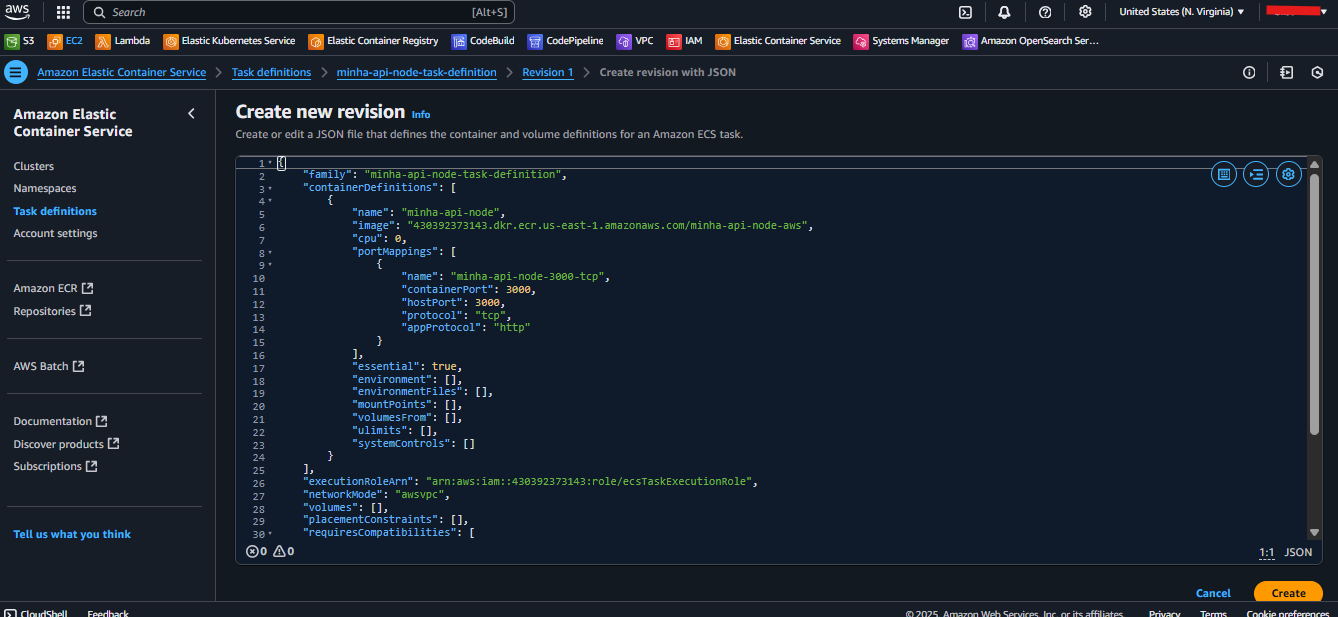 aws
Search
[Alt+S]
United States (N. Virginia)
S3
EC2
Lambda
Elastic Kubernetes Service
Elastic Container Registry
CodeBuild
CodePipeline
VPC
IAM
Elastic Container Service
Systems Manager
Amazon OpenSearch Ser...
Amazon Elastic Container Service
Task definitions
minha-api-node-task-definition
Revision 1
Create revision with JSON
Amazon Elastic
Container Service
Clusters
Namespaces
Task definitions
Account settings
Amazon ECR
Repositories
AWS Batch
Documentation
Discover products
Subscriptions
Tell us what you think
Create new revision Info
Create or edit a JSON file that defines the container and volume definitions for an Amazon ECS task.
1 {
2 "family": "minha-api-node-task-definition",
3 "containerDefinitions": [
4 {
5 "name": "minha-api-node",
6 "image": "430392373143.dkr.ecr.us-east-1.amazonaws.com/minha-api-node-aws",
7 "cpu": 0,
8 "portMappings": [
9 {
10 "name": "minha-api-node-3000-tcp",
11 "containerPort": 3000,
12 "hostPort": 3000,
13 "protocol": "tcp",
14 "appProtocol": "http"
15 }
16 ],
17 "essential": true,
18 "environment": [],
19 "environmentFiles": [],
20 "mountPoints": [],
21 "volumesFrom": [],
22 "ulimits": [],
23 "systemControls": []
24 }
25 ],
26 "executionRoleArn": "arn:aws:iam::430392373143:role/ecsTaskExecutionRole",
27 "networkMode": "awsvpc",
28 "volumes": [],
29 "placementConstraints": [],
30 "requiresCompatibilities": [
0 0
1:1 JSON
Cancel
Create
CloudShell
Feedback
© 2025, Amazon Web Services, Inc. or its affiliates.
Privacy
Terms
Cookie preferences